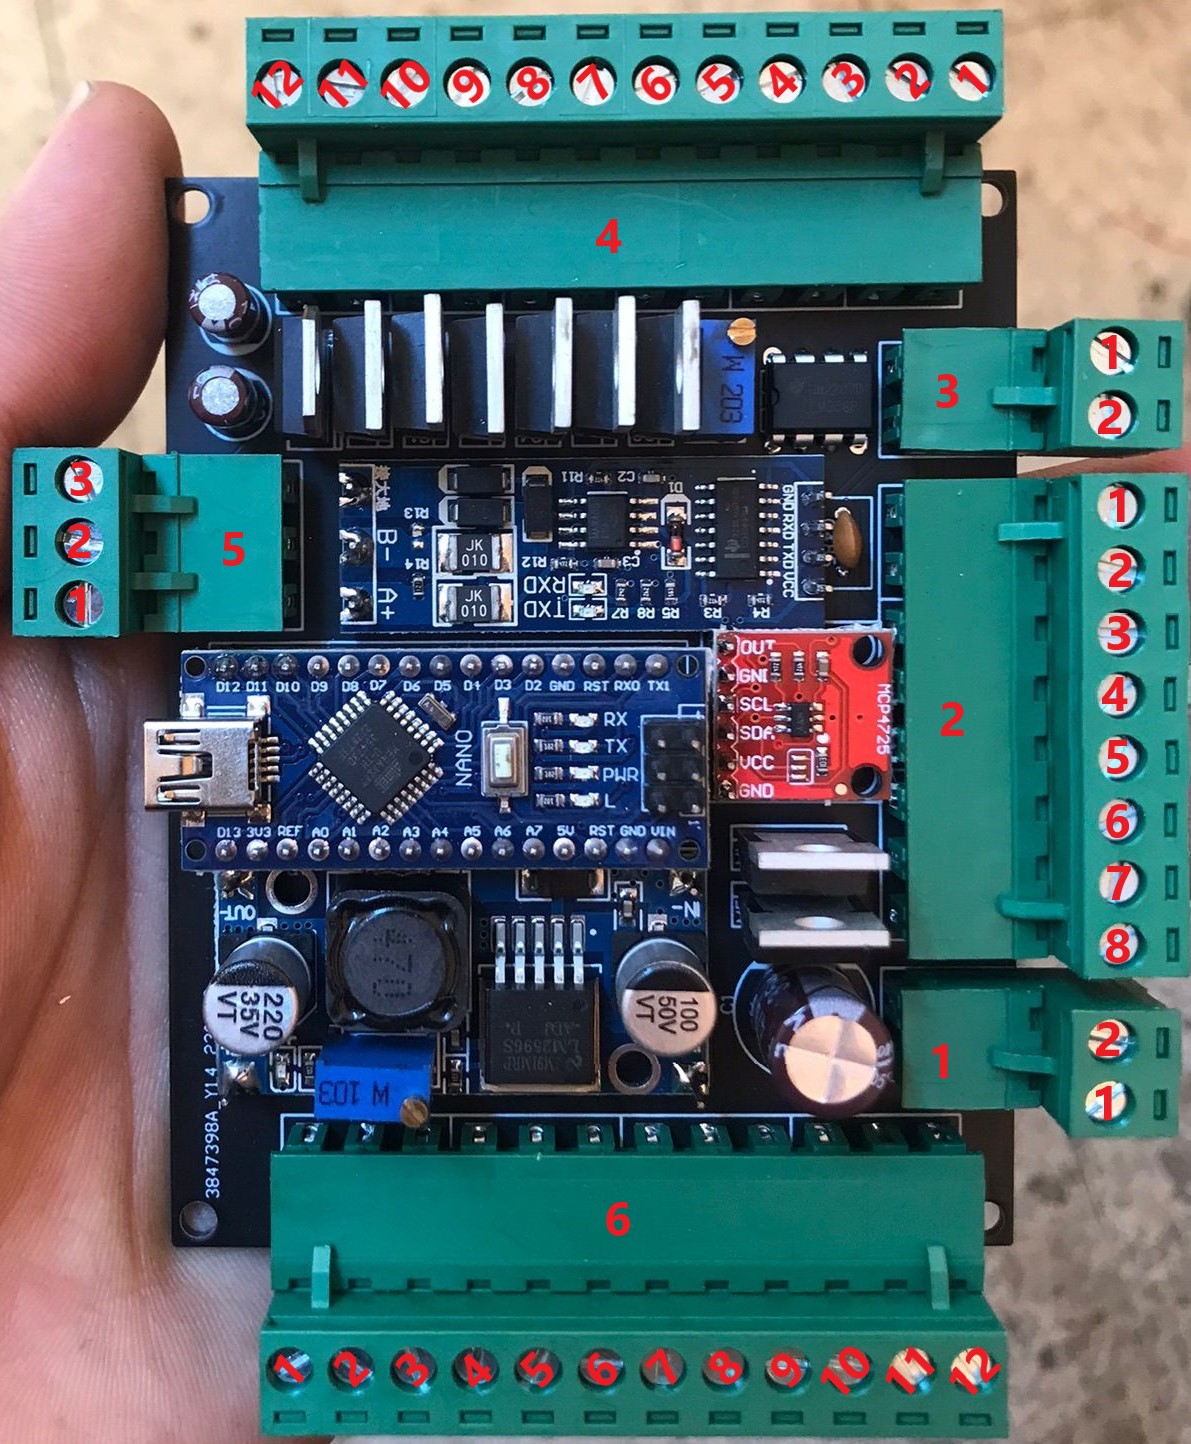 12 11 10 9 8 7 6 5 4 3 2 1
4
W 203
3
1
2
3
2
1
5
R11
C2
D1
R13
B-
R14
A+
JK
010
JK
010
R12
C3
RXD
TXD
R7 R8 R5 R3 R4
GND RXD TXD VCC
1
2
3
4
5
6
7
8
2
D12 D11 D10 D9 D8 D7 D6 D5 D4 D3 D2 GND RST RX0 TX1
NANO
RX
TX
PWR
L
D13 3V3 REF A0 A1 A2 A3 A4 A5 A6 A7 5V RST GND VIN
OUT
GND
SCL
SDA
VCC
GND
MCP4725
OUT-
IN-
220
35V
VT
100
50V
VT
LM2596S
-ADJ P+
W 103
1
2
1
3847398A_Y14
6
1 2 3 4 5 6 7 8 9 10 11 12